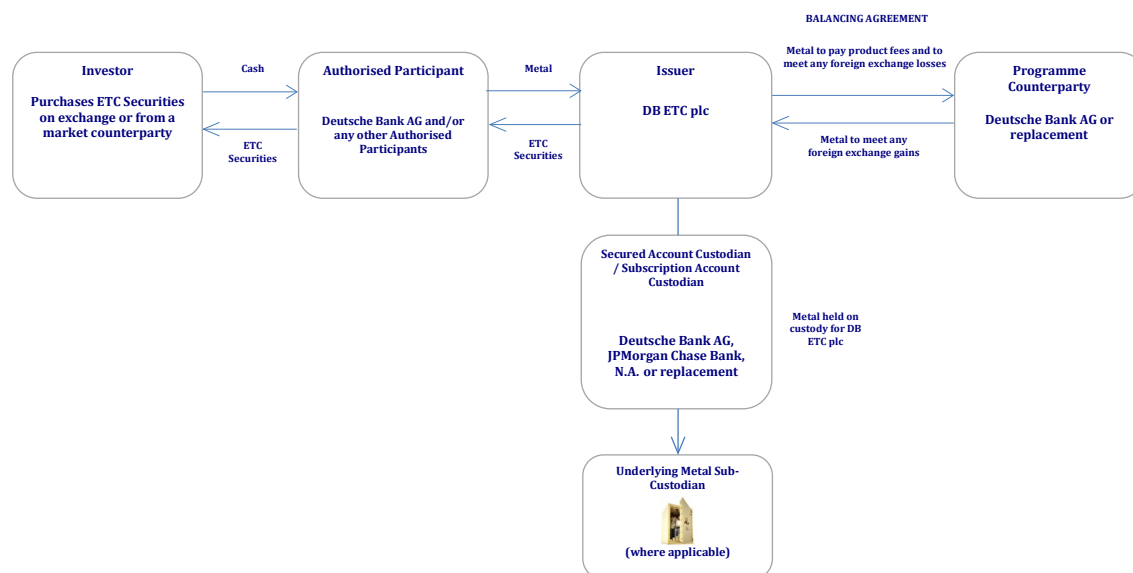 Investor
Purchases ETC Securities
on exchange or from a
market counterparty
Cash
ETC
Securities
Authorised Participant
Deutsche Bank AG and/or
any other Authorised
Participants
Metal
ETC
Securities
Issuer
DB ETC plc
BALANCING AGREEMENT
Metal to pay product fees and to
meet any foreign exchange losses
Metal to meet any
foreign exchange gains
Programme
Counterparty
Deutsche Bank AG or
replacement
Secured Account Custodian
/ Subscription Account
Custodian
Deutsche Bank AG,
JPMorgan Chase Bank,
N.A. or replacement
Metal held on
custody for DB
ETC plc
Underlying Metal Sub-
Custodian
(where applicable)